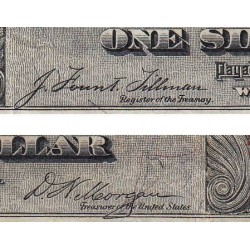 ONE SI
J. Fount. Tillman
Paya
Register of the Treasury.
W
LLAR
D. N. Morgan
Treasurer of the United States.